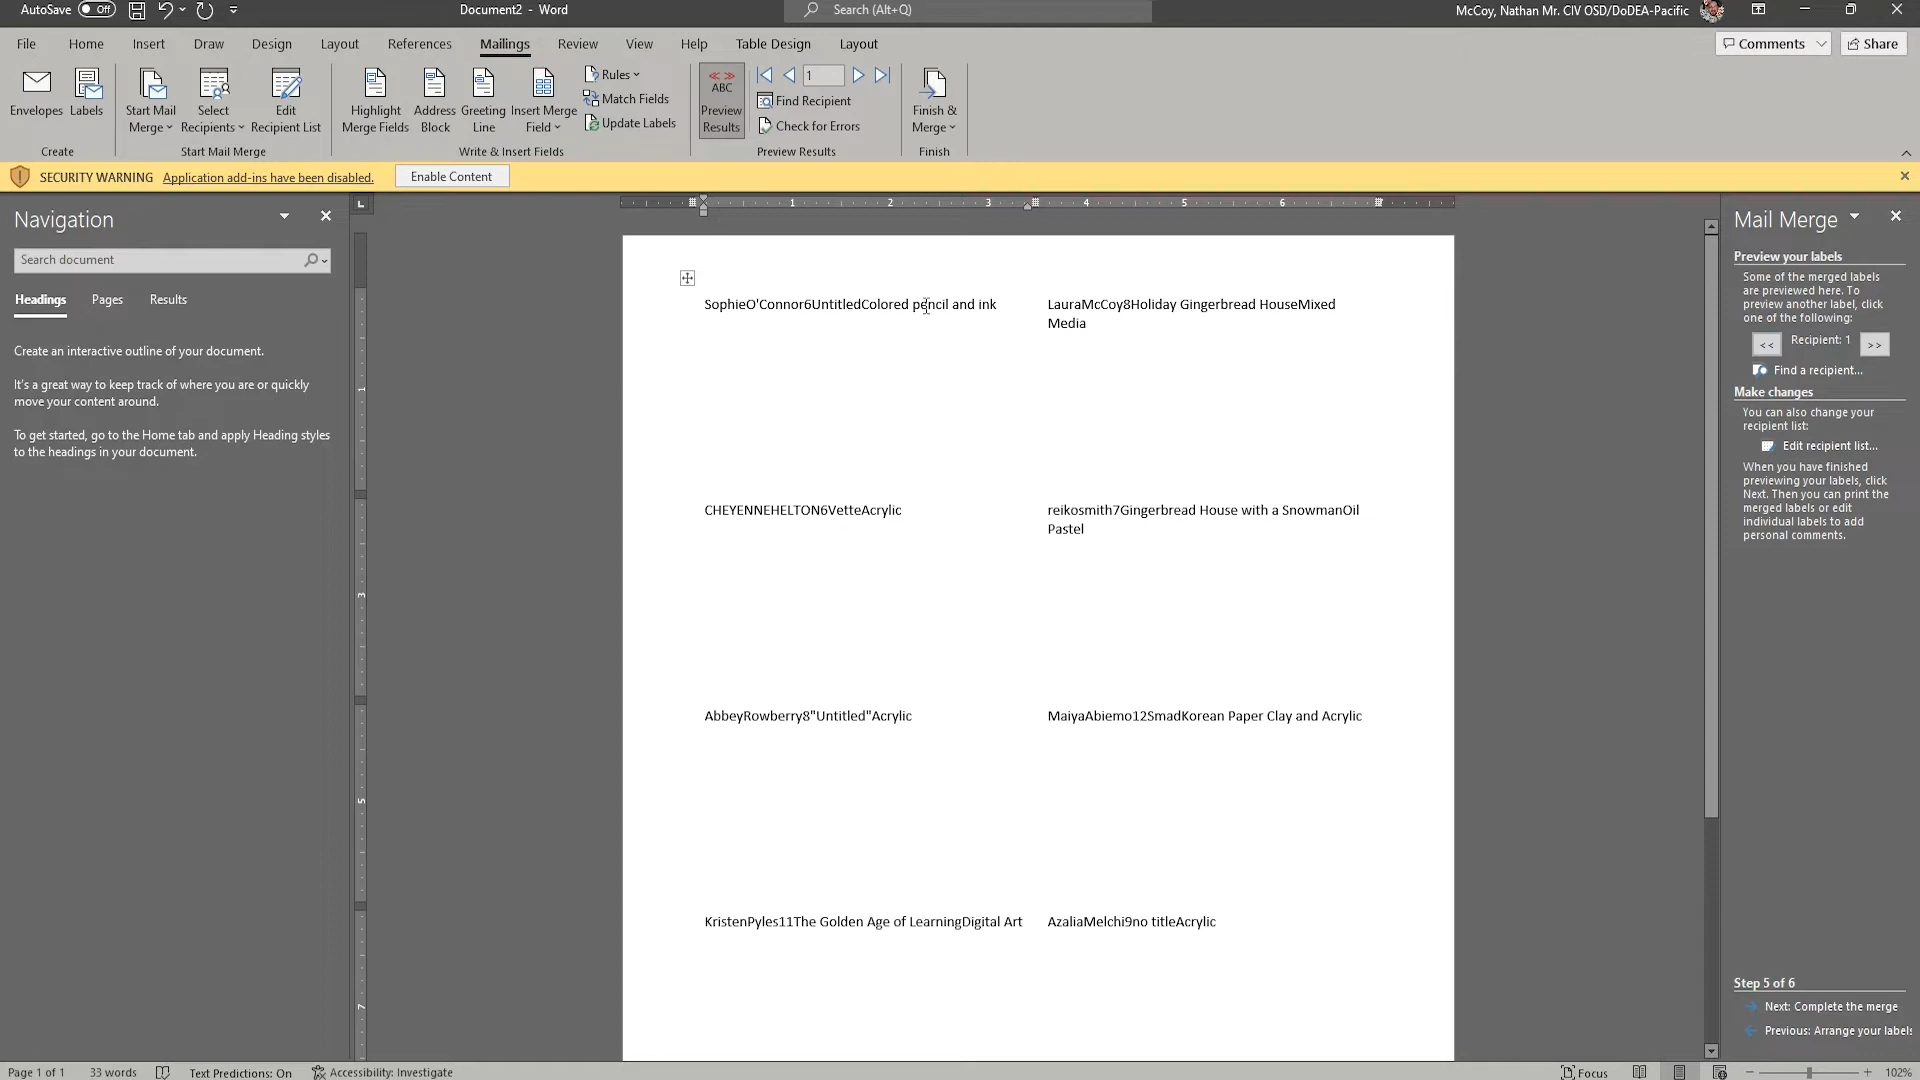 AutoSave Off Document2 - Word Search (Alt+Q) McCoy, Nathan Mr. CIV OSD/DoDEA-Pacific
File Home Insert Draw Design Layout References Mailings Review View Help Table Design Layout Comments Share
Envelopes Labels
Create
Start Mail Merge Select Recipients Edit Recipient List
Start Mail Merge
Highlight Merge Fields Address Block Greeting Line Insert Merge Field
Rules
Match Fields
Update Labels
Write & Insert Fields
ABC Preview Results
1
Find Recipient
Check for Errors
Preview Results
Finish & Merge
Finish
SECURITY WARNING Application add-ins have been disabled. Enable Content
Navigation
Search document
Headings Pages Results
Create an interactive outline of your document.
It's a great way to keep track of where you are or quickly
move your content around.
To get started, go to the Home tab and apply Heading styles
to the headings in your document.
L
1 2 3 4 5 6
1
3
5
7
SophieO'Connor6UntitledColored pencil and ink
LauraMcCoy8Holiday Gingerbread HouseMixed
Media
CHEYENNEHELTON6VetteAcrylic
reikosmith7Gingerbread House with a SnowmanOil
Pastel
AbbeyRowberry8"Untitled"Acrylic
MaiyaAbiemo12SmadKorean Paper Clay and Acrylic
KristenPyles11The Golden Age of LearningDigital Art
AzaliaMelchi9no titleAcrylic
Mail Merge
Preview your labels
Some of the merged labels
are previewed here. To
preview another label, click
one of the following:
<< Recipient: 1 >>
Find a recipient...
Make changes
You can also change your
recipient list:
Edit recipient list...
When you have finished
previewing your labels, click
Next. Then you can print the
merged labels or edit
individual labels to add
personal comments.
Step 5 of 6
Next: Complete the merge
Previous: Arrange your labels
Page 1 of 1 33 words Text Predictions: On Accessibility: Investigate Focus 102%